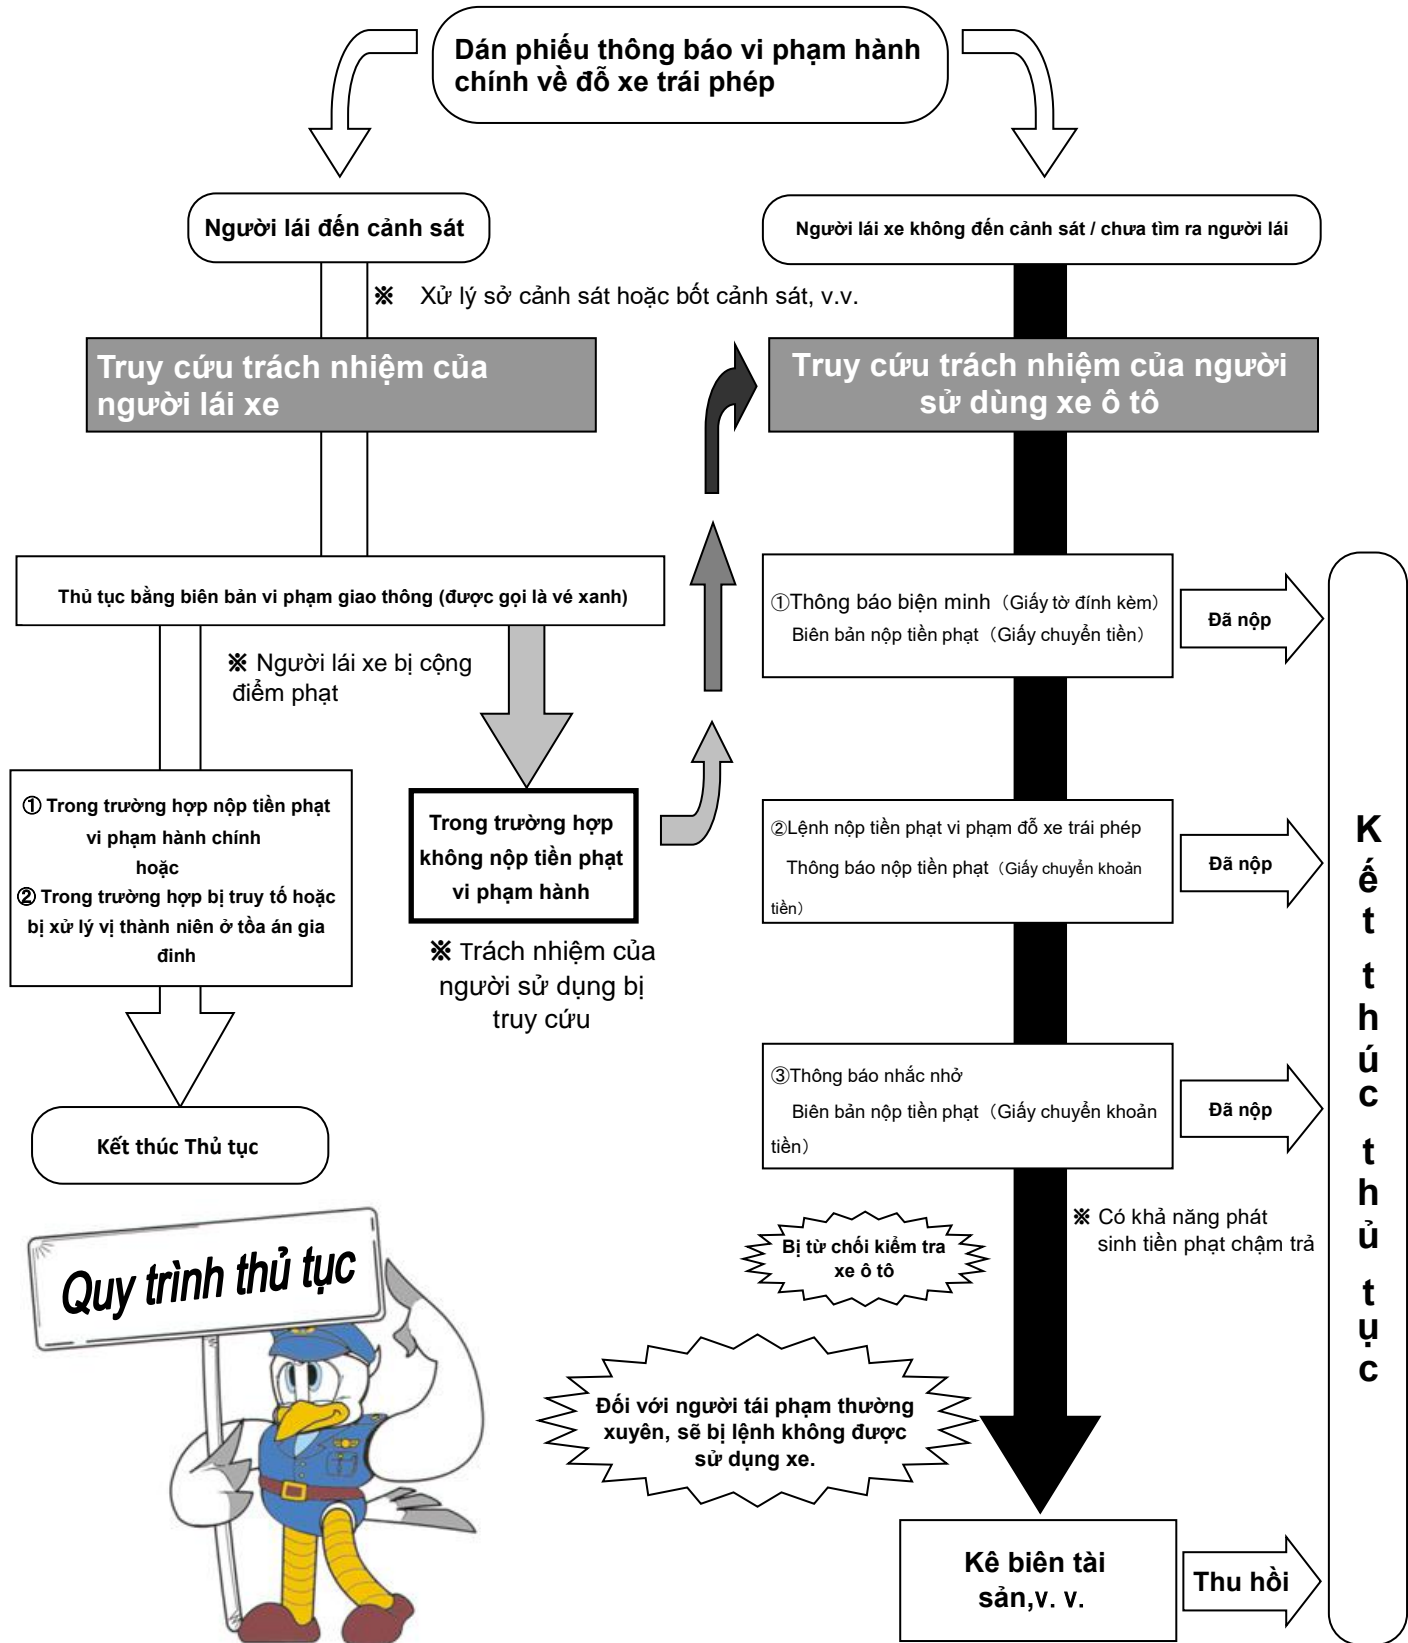 Dán phiếu thông báo vi phạm hành
chính về đỗ xe trái phép
Người lái đến cảnh sát
Người lái xe không đến cảnh sát / chưa tìm ra người lái
※ Xử lý sở cảnh sát hoặc bốt cảnh sát, v.v.
Truy cứu trách nhiệm của
người lái xe
Truy cứu trách nhiệm của người
sử dùng xe ô tô
Thủ tục bằng biên bản vi phạm giao thông (được gọi là vé xanh)
※ Người lái xe bị cộng
điểm phạt
① Trong trường hợp nộp tiền phạt
vi phạm hành chính
hoặc
② Trong trường hợp bị truy tố hoặc
bị xử lý vị thành niên ở tồa án gia
đinh
Trong trường hợp
không nộp tiền phạt
vi phạm hành
※ Trách nhiệm của
người sử dụng bị
truy cứu
Kết thúc Thủ tục
①Thông báo biện minh（Giấy tờ đính kèm）
Biên bản nộp tiền phạt（Giấy chuyển tiền）
Đã nộp
②Lệnh nộp tiền phạt vi phạm đỗ xe trái phép
Thông báo nộp tiền phạt（Giấy chuyển khoản
tiền）
Đã nộp
③Thông báo nhắc nhở
Biên bản nộp tiền phạt（Giấy chuyển khoản
tiền）
Đã nộp
※ Có khả năng phát
sinh tiền phạt chậm trả
Bị từ chối kiểm tra
xe ô tô
Đối với người tái phạm thường
xuyên, sẽ bị lệnh không được
sử dụng xe.
Kê biên tài
sản,v. v.
Thu hồi
Kết thúc thủ tục
Quy trình thủ tục